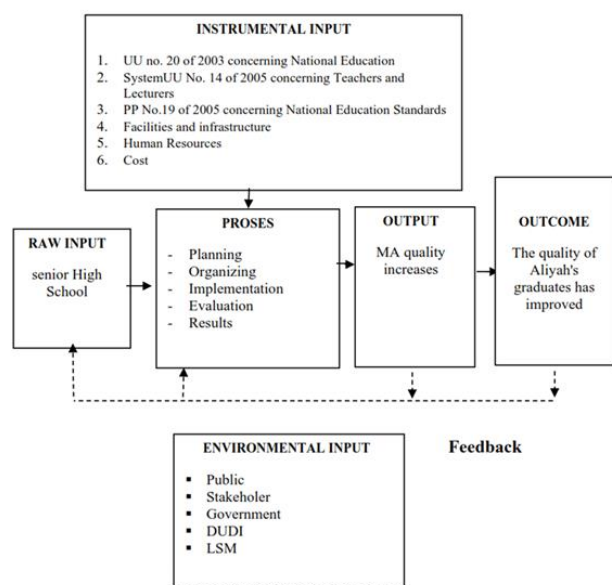 INSTRUMENTAL INPUT
1. UU no. 20 of 2003 concerning National Education
2. SystemUU No. 14 of 2005 concerning Teachers and
Lecturers
3. PP No.19 of 2005 concerning National Education Standards
4. Facilities and infrastructure
5. Human Resources
6. Cost
RAW INPUT
senior High
School
PROSES
- Planning
- Organizing
- Implementation
- Evaluation
- Results
OUTPUT
MA quality
increases
OUTCOME
The quality of
Aliyah's
graduates has
improved
ENVIRONMENTAL INPUT
▪ Public
▪ Stakeholer
▪ Government
▪ DUDI
▪ LSM
Feedback